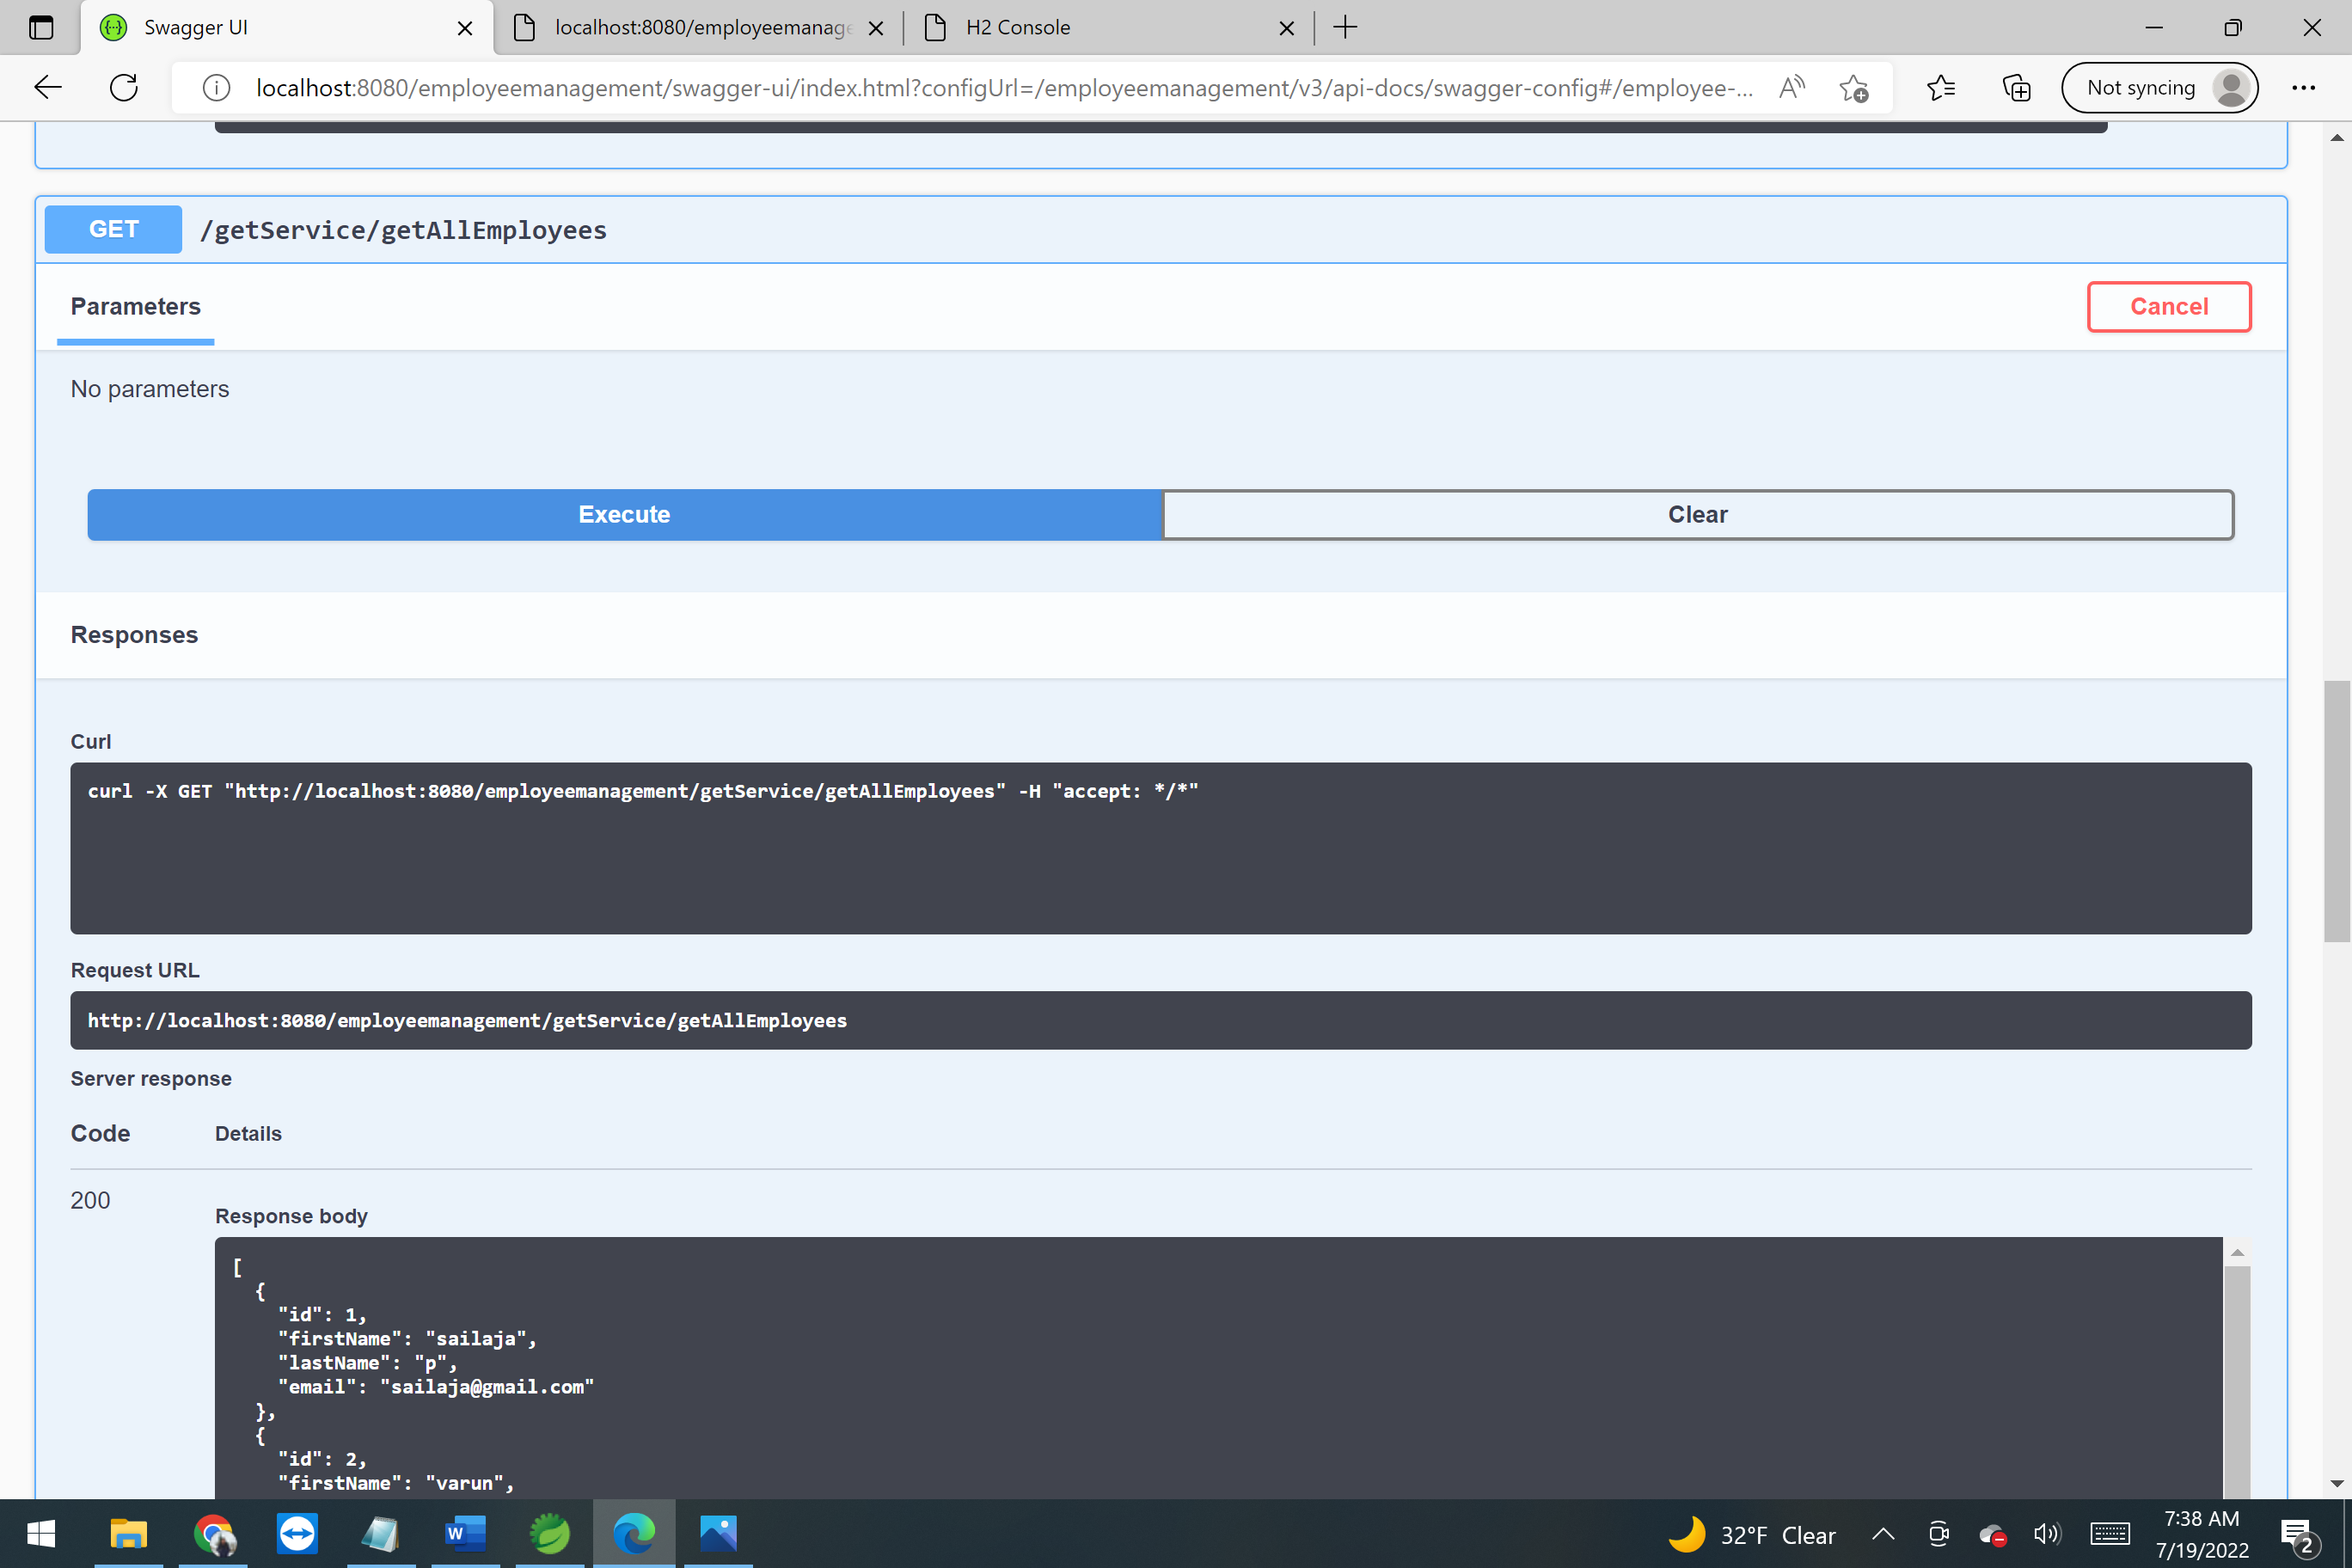 Swagger UI
localhost:8080/employeemanage
H2 Console
localhost:8080/employeemanagement/swagger-ui/index.html?configUrl=/employeemanagement/v3/api-docs/swagger-config#/employee-...
Not syncing
GET /getService/getAllEmployees
Parameters
Cancel
No parameters
Execute
Clear
Responses
Curl
curl -X GET "http://localhost:8080/employeemanagement/getService/getAllEmployees" -H "accept: */*"
Request URL
http://localhost:8080/employeemanagement/getService/getAllEmployees
Server response
Code Details
200
Response body
[
{
"id": 1,
"firstName": "sailaja",
"lastName": "p",
"email": "sailaja@gmail.com"
},
{
"id": 2,
"firstName": "varun",
32°F Clear
7:38 AM
7/19/2022
2